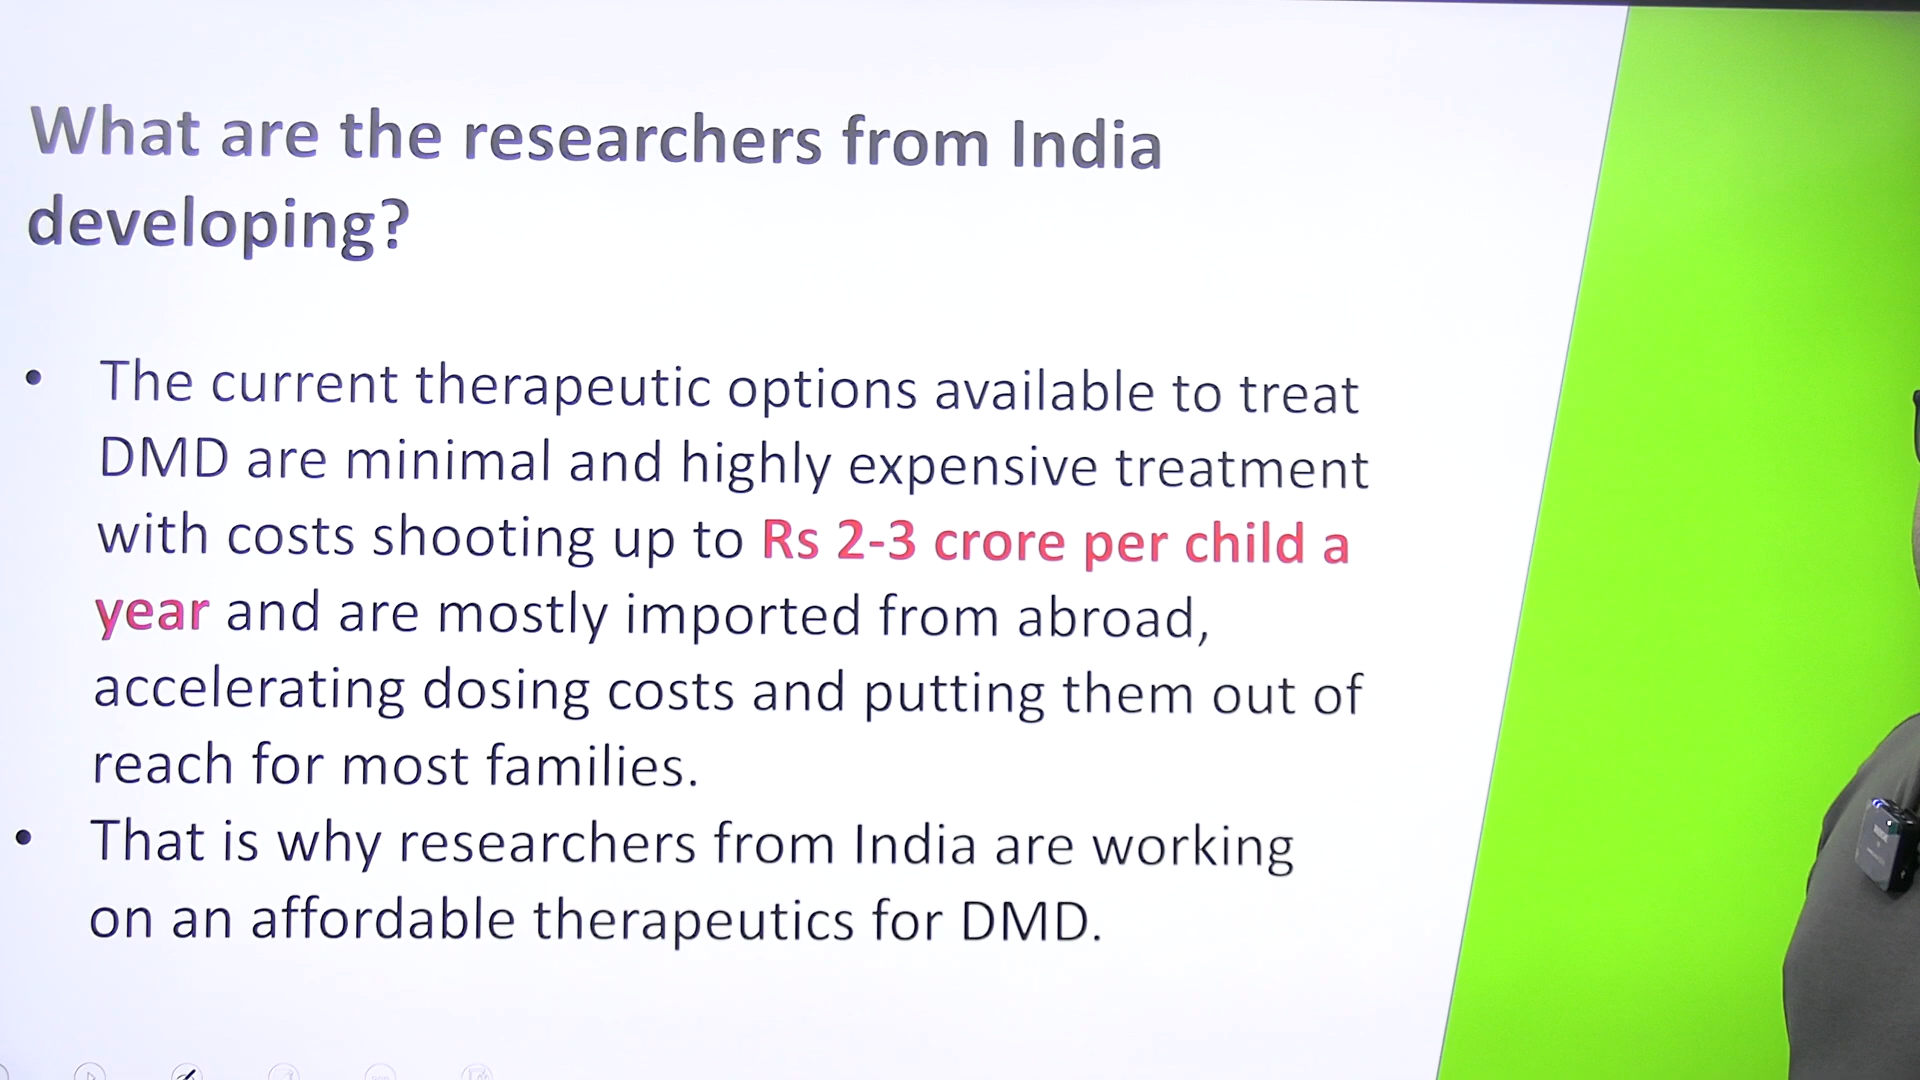 What are the researchers from India
developing?
• The current therapeutic options available to treat
DMD are minimal and highly expensive treatment
with costs shooting up to Rs 2-3 crore per child a
year and are mostly imported from abroad,
accelerating dosing costs and putting them out of
reach for most families.
• That is why researchers from India are working
on an affordable therapeutics for DMD.